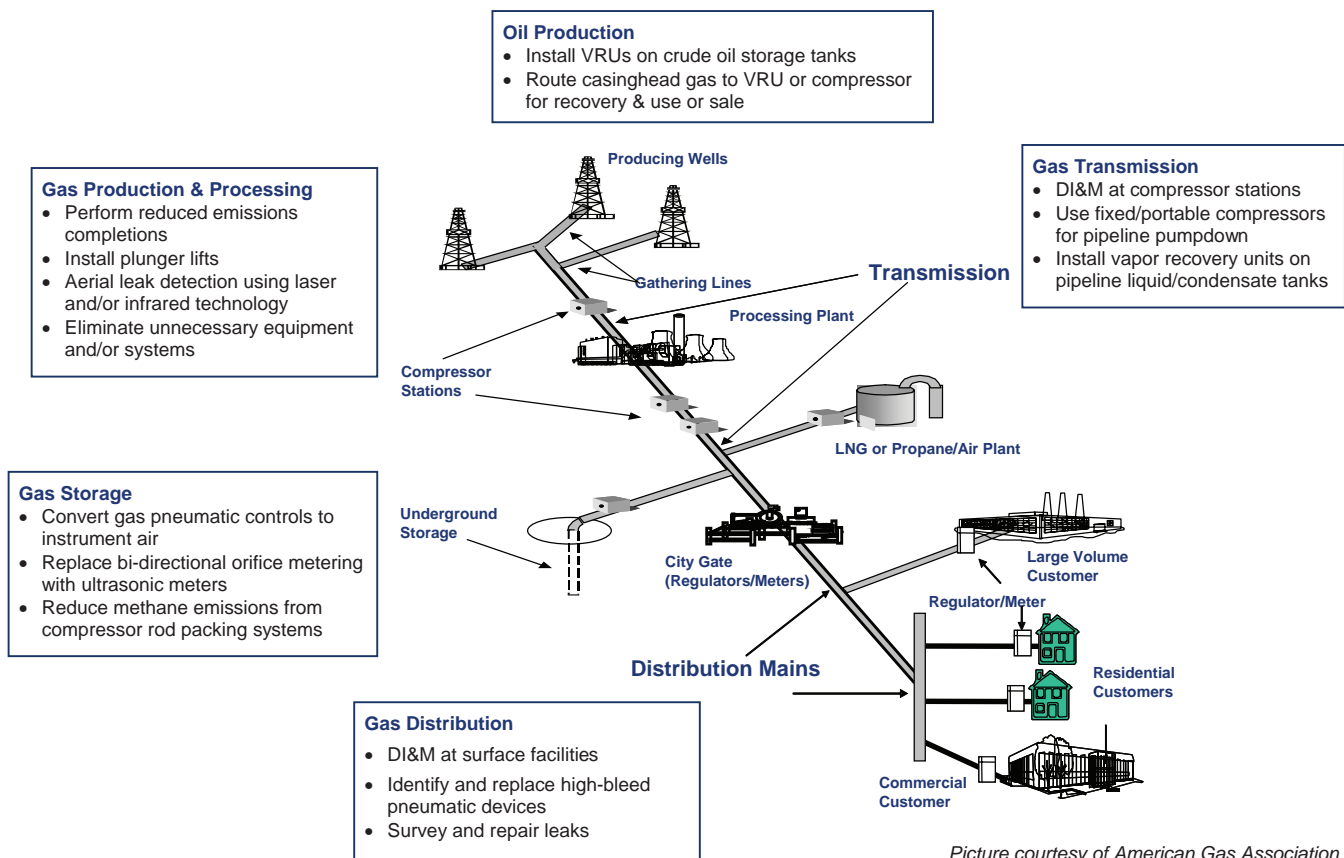 Oil Production
• Install VRUs on crude oil storage tanks
• Route casinghead gas to VRU or compressor
for recovery & use or sale
Producing Wells
Gas Production & Processing
• Perform reduced emissions
completions
• Install plunger lifts
• Aerial leak detection using laser
and/or infrared technology
• Eliminate unnecessary equipment
and/or systems
Gas Transmission
• DI&M at compressor stations
• Use fixed/portable compressors
for pipeline pumpdown
• Install vapor recovery units on
pipeline liquid/condensate tanks
Gathering Lines
Transmission
Processing Plant
Compressor
Stations
LNG or Propane/Air Plant
Gas Storage
• Convert gas pneumatic controls to
instrument air
• Replace bi-directional orifice metering
with ultrasonic meters
• Reduce methane emissions from
compressor rod packing systems
Underground
Storage
City Gate
(Regulators/Meters)
Large Volume
Customer
Regulator/Meter
Distribution Mains
Residential
Customers
Gas Distribution
• DI&M at surface facilities
• Identify and replace high-bleed
pneumatic devices
• Survey and repair leaks
Commercial
Customer
Picture courtesy of American Gas Association